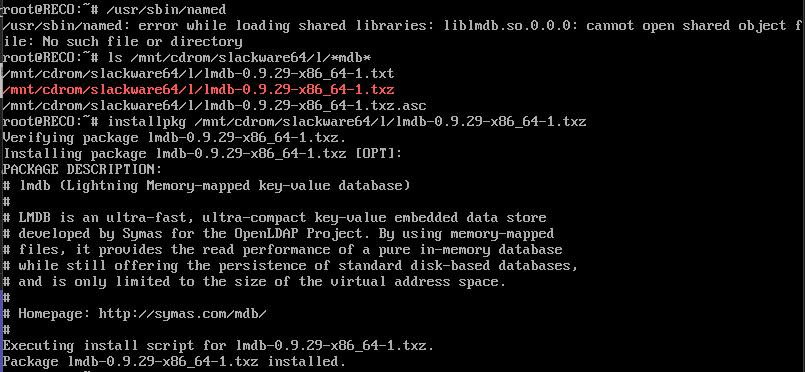 root@RECO:~# /usr/sbin/named
/usr/sbin/named: error while loading shared libraries: liblmdb.so.0.0.0: cannot open shared object f
ile: No such file or directory
root@RECO:~# ls /mnt/cdrom/slackware64/l/*mdb*
/mnt/cdrom/slackware64/l/lmdb-0.9.29-x86_64-1.txt
/mnt/cdrom/slackware64/l/lmdb-0.9.29-x86_64-1.txz
/mnt/cdrom/slackware64/l/lmdb-0.9.29-x86_64-1.txz.asc
root@RECO:~# installpkg /mnt/cdrom/slackware64/l/lmdb-0.9.29-x86_64-1.txz
Verifying package lmdb-0.9.29-x86_64-1.txz.
Installing package lmdb-0.9.29-x86_64-1.txz [OPT]:
PACKAGE DESCRIPTION:
# lmdb (Lightning Memory-mapped key-value database)
#
# LMDB is an ultra-fast, ultra-compact key-value embedded data store
# developed by Symas for the OpenLDAP Project. By using memory-mapped
# files, it provides the read performance of a pure in-memory database
# while still offering the persistence of standard disk-based databases,
# and is only limited to the size of the virtual address space.
#
# Homepage: http://symas.com/mdb/
#
Executing install script for lmdb-0.9.29-x86_64-1.txz.
Package lmdb-0.9.29-x86_64-1.txz installed.